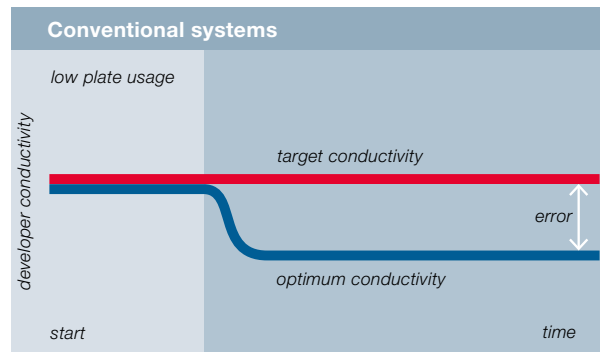 Conventional systems
low plate usage
developer conductivity
target conductivity
error
optimum conductivity
start
time